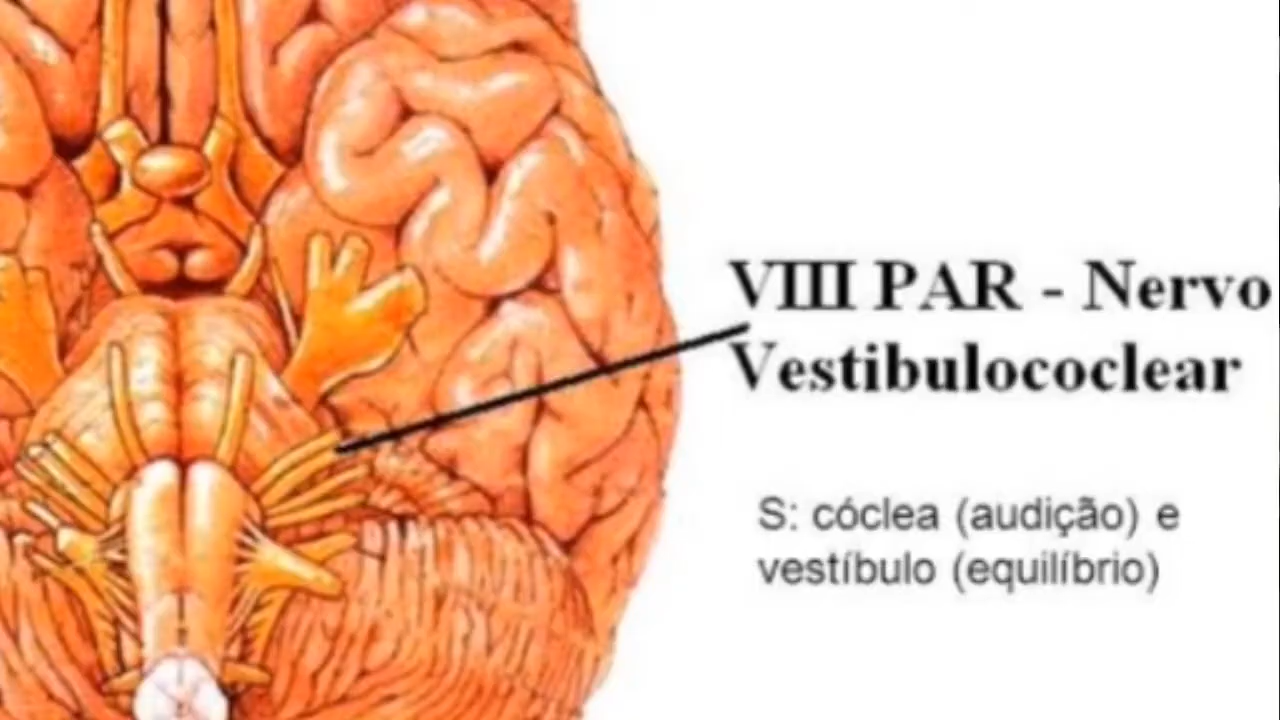 VIII PAR - Nervo
Vestibulococlear
S: cóclea (audição) e
vestíbulo (equilíbrio)